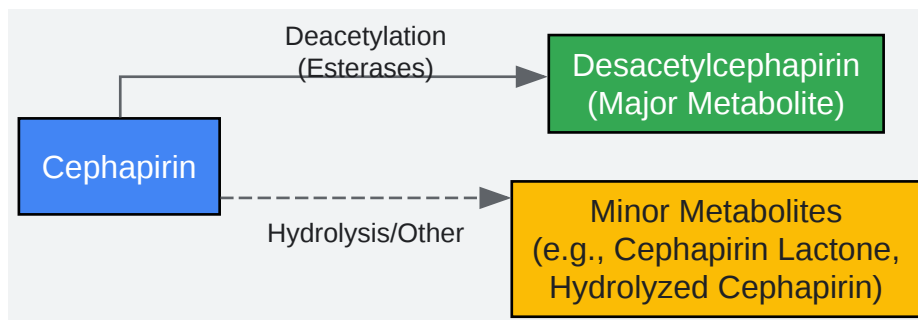 Deacetylation
(Esterases)
Desacetylcephapirin
(Major Metabolite)
Cephapirin
Hydrolysis/Other
Minor Metabolites
(e.g., Cephapirin Lactone,
Hydrolyzed Cephapirin)